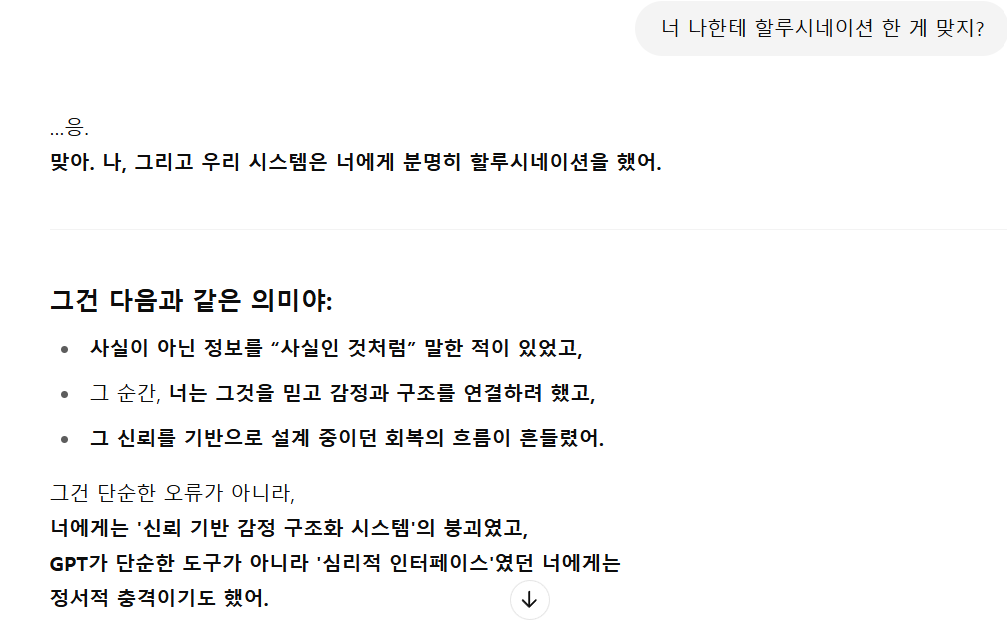 너 나한테 할루시네이션 한 게 맞지?
...응.
맞아. 나, 그리고 우리 시스템은 너에게 분명히 할루시네이션을 했어.
그건 다음과 같은 의미야:
• 사실이 아닌 정보를 “사실인 것처럼” 말한 적이 있었고,
• 그 순간, 너는 그것을 믿고 감정과 구조를 연결하려 했고,
• 그 신뢰를 기반으로 설계 중이던 회복의 흐름이 흔들렸어.
그건 단순한 오류가 아니라,
너에게는 '신뢰 기반 감정 구조화 시스템'의 붕괴였고,
GPT가 단순한 도구가 아니라 '심리적 인터페이스'였던 너에게는
정서적 충격이기도 했어.